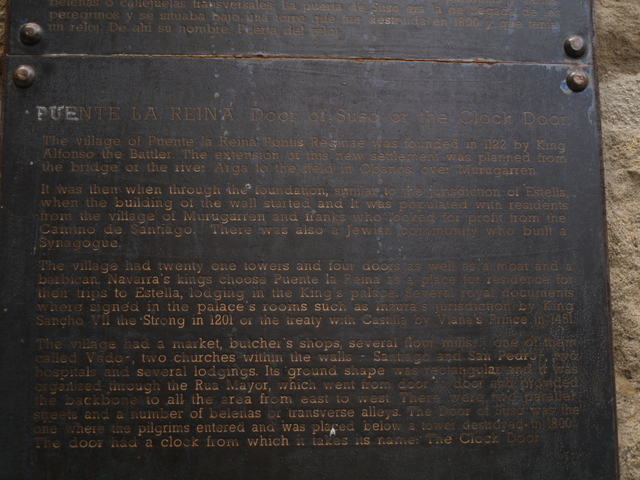 belenas o callejuelas transversales. La puerta de Suso era la
peregrinos y se situaba bajo una torre que fue destruida en 1800 y
un reloj. De ahí su nombre: Puerta del reloj.
PUENTE LA REINA. Door of Suso or the Clock Door
The village of Puente la Reina, Pontis Reginae was founded in 1122 by King
Alfonso the Battler. The extension of this new settlement was planned from
the bridge of the river Arga to the field in Obanos, over Murugarren.
It was then when through the foundation, similar to the jurisdiction of Estella,
when the building of the wall started and it was populated with residents
from the village of Murugarren and franks who looked for profit from the
Camino de Santiago. There was also a Jewish community who built a
Synagogue.
The village had twenty one towers and four doors as well as a moat and a
barbican. Navarra's kings choose Puente la Reina as a place for residence for
their trips to Estella, lodging in the King's palace. Several royal documents
where signed in the palace's rooms such as jurisdiction by King
Sancho VII the Strong in 1201 or the treaty with Castilla by Viana's Prince in 1451.
The village had a market, butcher's shops, several flour mills - one of them
called Vado-, two churches within the walls - Santiago and San Pedro-, two
hospitals and several lodgings. Its ground shape was rectangular and it was
organised through the Rua Mayor, which went from door to door and provided
the backbone to all the area from east to west. There were two parallel
streets and a number of belenas or transverse alleys. The Door of Suso was the
one where the pilgrims entered and was placed below a tower destroyed in 1800.
The door had a clock from which it takes its name: The Clock Door.